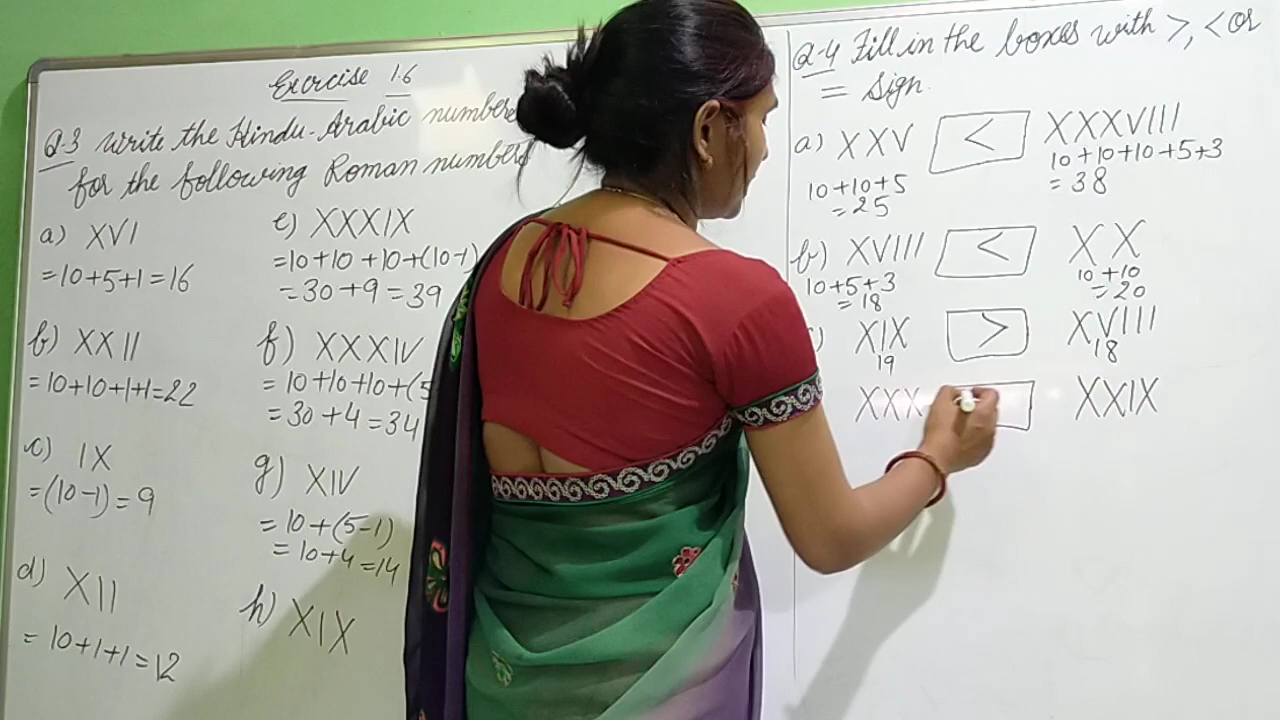 Exercise 1.6
Q-3 Write the Hindu-Arabic numbers
for the following Roman numbers
a) XVI
=10+5+1=16
b) XXII
=10+10+1+1=22
c) IX
=(10-1)=9
d) XII
=10+1+1=12
e) XXXIX
=10+10+10+(10-1)
=30+9=39
f) XXXIV
=10+10+10+(5
=30+4=34
g) XIV
=10+(5-1)
=10+4=14
h) XIX
Q-4 Fill in the boxes with >, < or
= sign.
a) XXV < XXXVIII
10+10+5 10+10+10+5+3
=25 =38
b) XVIII < XX
10+5+3 10+10
=18 =20
) XIX > XVIII
19 18
XXX XXIX